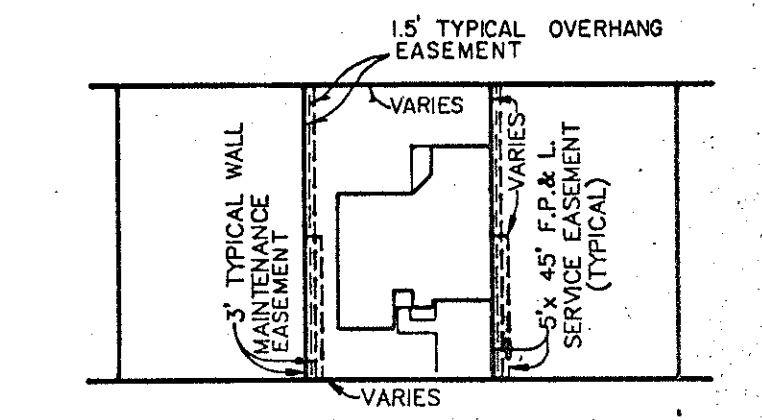 1.5' TYPICAL OVERHANG
EASEMENT
VARIES
VARIES
3' TYPICAL WALL
MAINTENANCE
EASEMENT
5'x 45' F.P.& L.
SERVICE EASEMENT
(TYPICAL)
VARIES